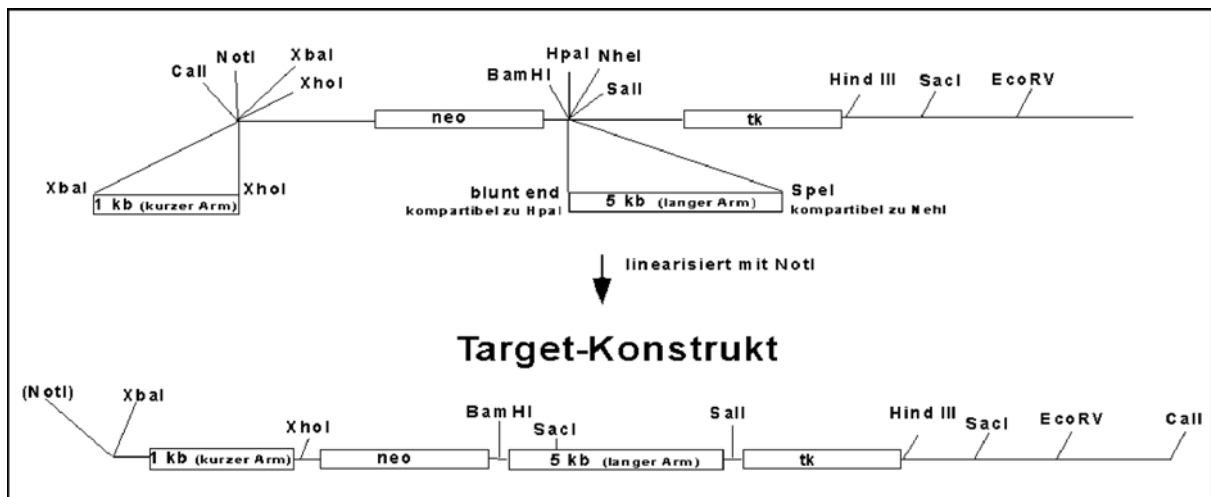 CalI
NotI
XbaI
XhoI
BamHI
HpaI
NheI
SalI
Hind III
SacI
EcoRV
neo
tk
XbaI
XhoI
1 kb (kurzer Arm)
blunt end
kompartibel zu HpaI
5 kb (langer Arm)
SpeI
kompartibel zu NehI
linearisiert mit NotI
Target-Konstrukt
(NotI)
XbaI
XhoI
BamHI
SacI
SalI
Hind III
SacI
EcoRV
CalI
1 kb (kurzer Arm)
neo
5 kb (langer Arm)
tk